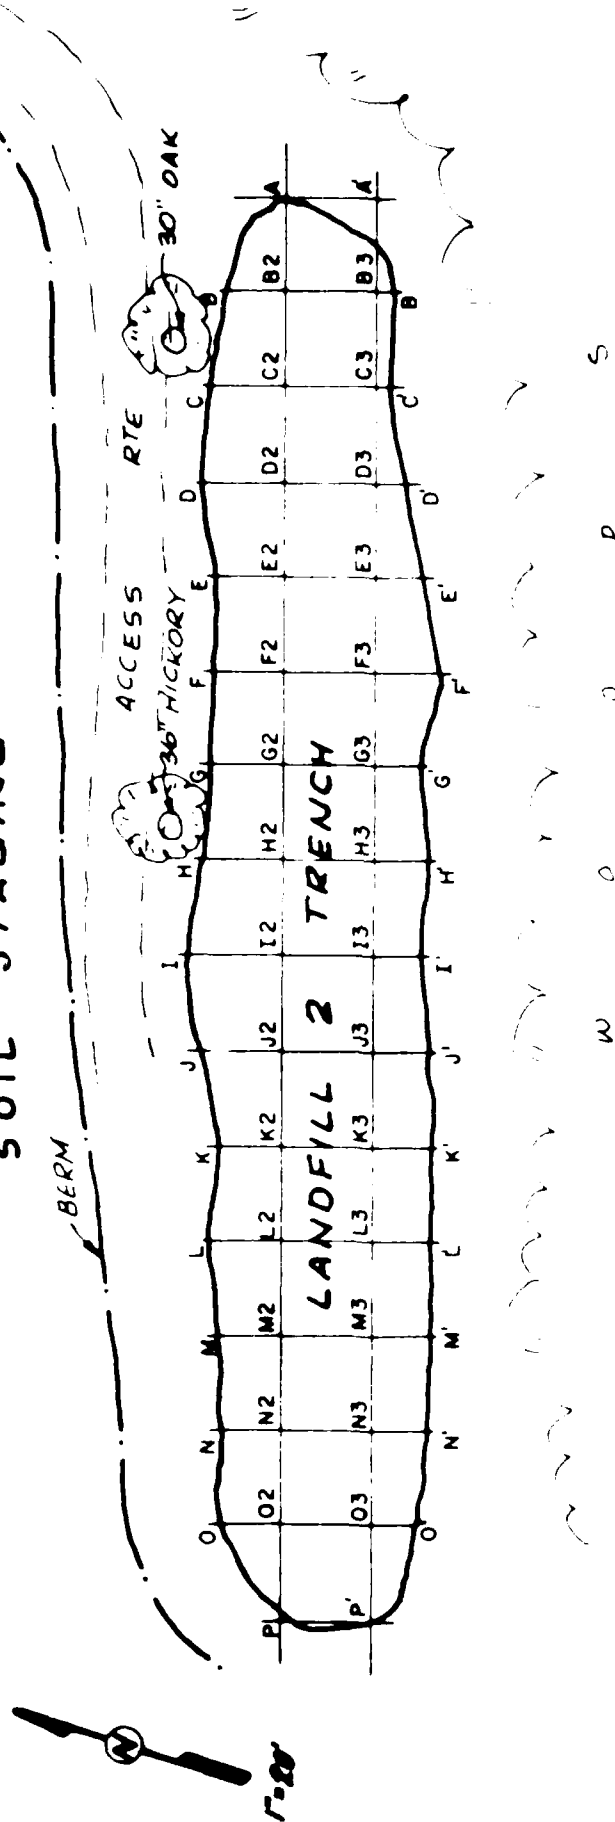 SOIL STAGING
BERM
ACCESS RTE
36" HICKORY
30" OAK
O N M L K J I H G F E D C B
P O2 N2 M2 L2 K2 J2 I2 H2 G2 F2 E2 D2 C2 B2 A
LANDFILL 2 TRENCH
P' O3 N3 M3 L3 K3 J3 I3 H3 G3 F3 E3 D3 C3 B3 A'
O' N' M' L' K' J' I' H' G' F' E' D' C' B'
N
1"=20'
W O O D S